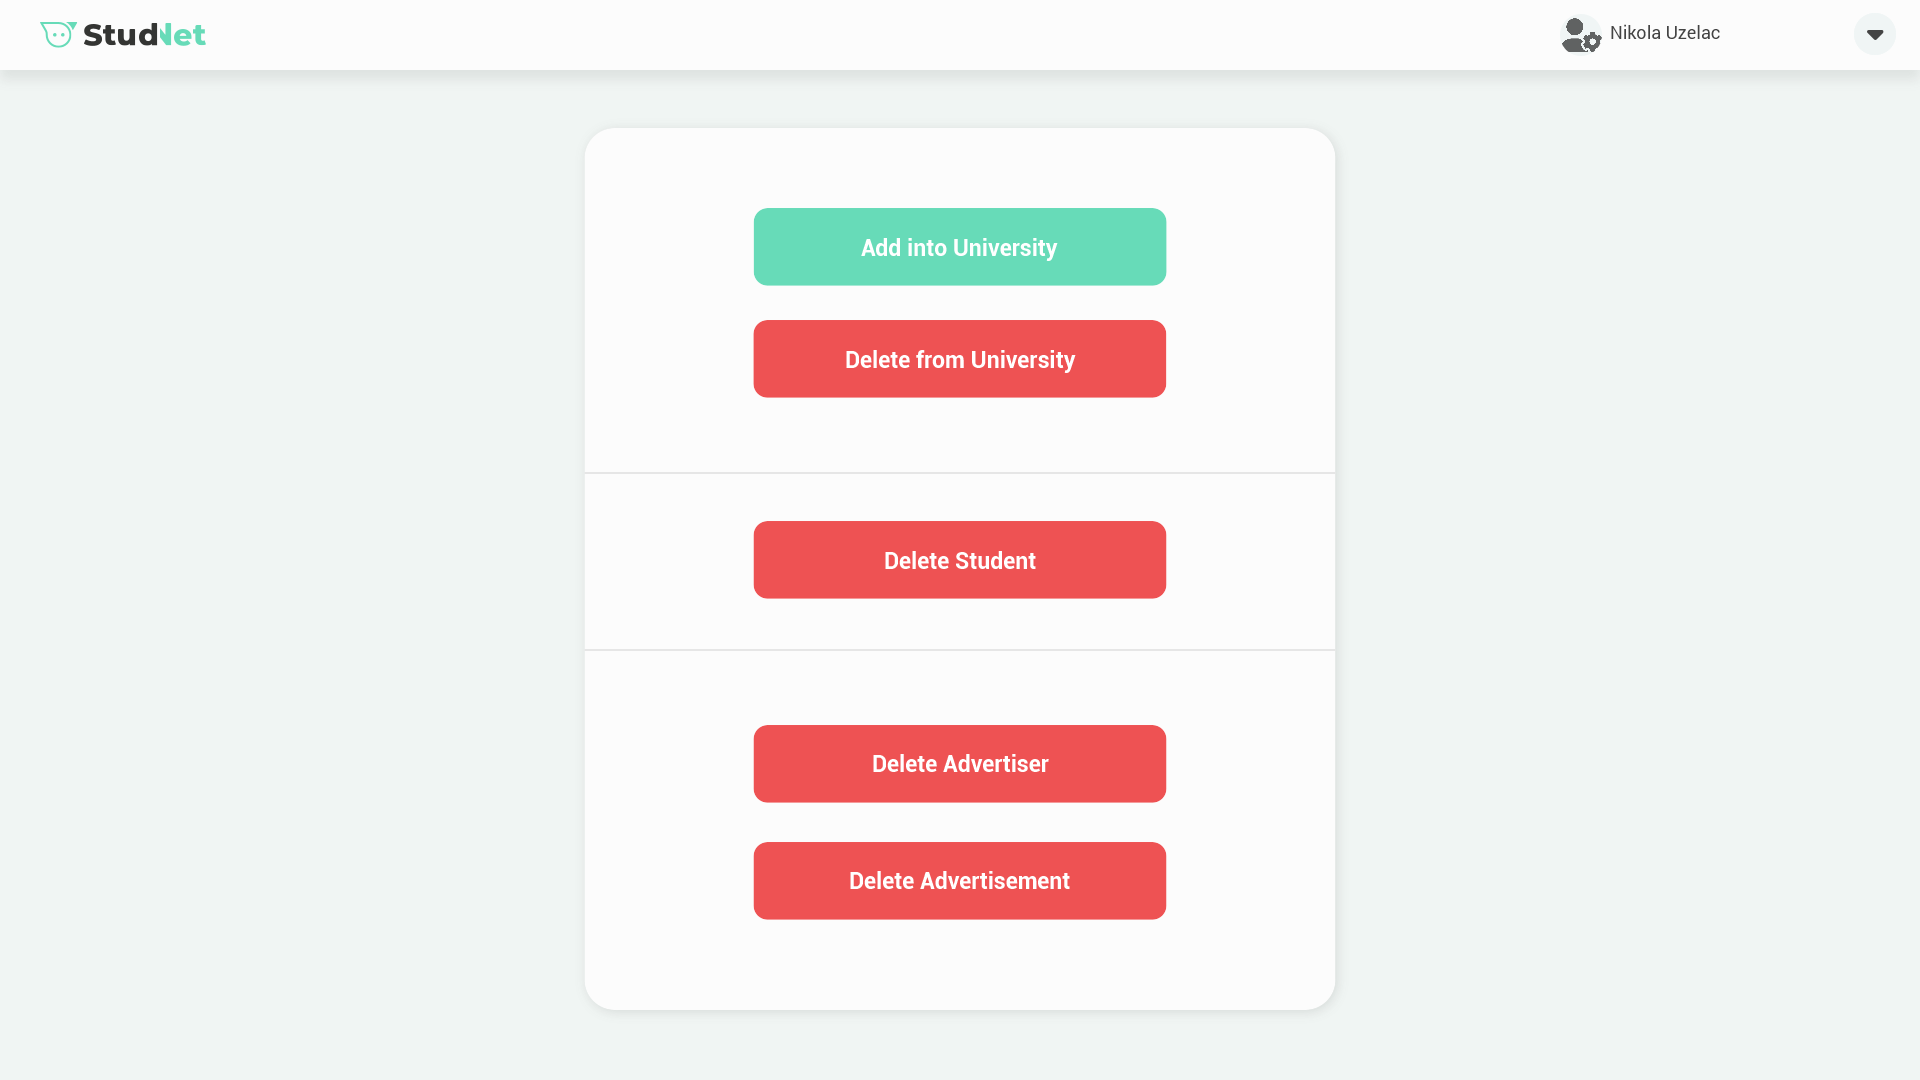 StudNet
Nikola Uzelac
Add into University
Delete from University
Delete Student
Delete Advertiser
Delete Advertisement